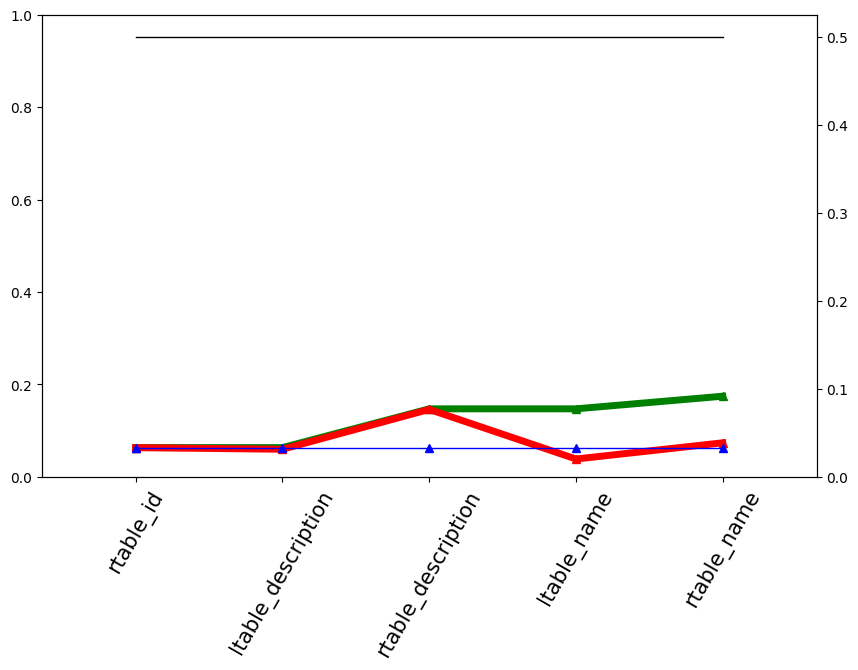 1.0
0.8
0.6
0.4
0.2
0.0
0.5
0.4
0.3
0.2
0.1
0.0
rtable_id
ltable_description
rtable_description
ltable_name
rtable_name